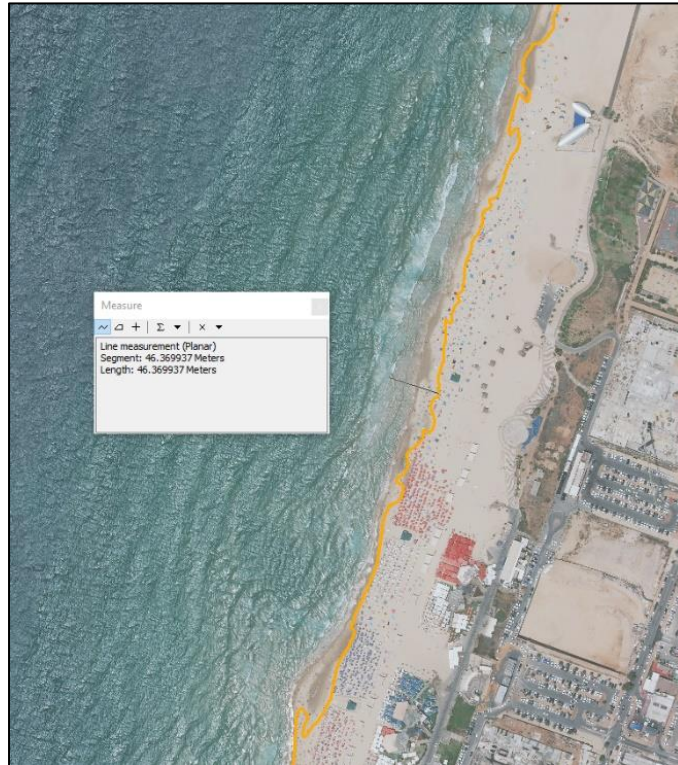 Measure
Σ
Line measurement (Planar)
Segment: 46.369937 Meters
Length: 46.369937 Meters